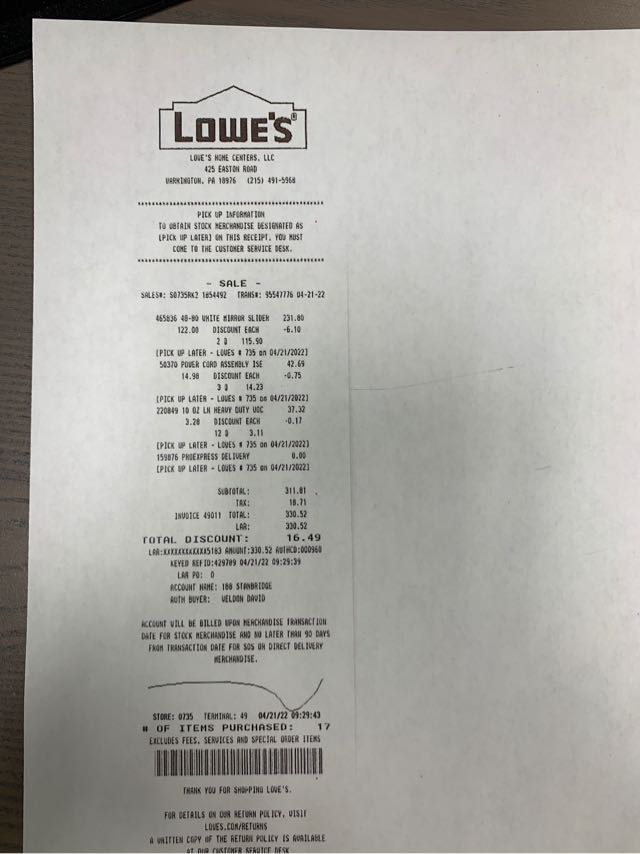 LOWE'S®
LOWE'S HOME CENTERS, LLC
425 EASTON ROAD
WARRINGTON, PA 18976 (215) 491-5968
PICK UP INFORMATION
TO OBTAIN STOCK MERCHANDISE DESIGNATED AS
[PICK UP LATER] ON THIS RECEIPT, YOU MUST
COME TO THE CUSTOMER SERVICE DESK.
- SALE -
SALES#: S0735RK2 1854492 TRANS#: 95547776 04-21-22
465836 48-80 WHITE MIRROR SLIDER 231.80
122.00 DISCOUNT EACH -6.10
2 @ 115.90
[PICK UP LATER - LOWES # 735 on 04/21/2022]
50370 POWER CORD ASSEMBLY ISE 42.69
14.98 DISCOUNT EACH -0.75
3 @ 14.23
[PICK UP LATER - LOWES # 735 on 04/21/2022]
220849 10 OZ LN HEAVY DUTY VOC 37.32
3.28 DISCOUNT EACH -0.17
12 @ 3.11
[PICK UP LATER - LOWES # 735 on 04/21/2022]
159876 PROEXPRESS DELIVERY 0.00
[PICK UP LATER - LOWES # 735 on 04/21/2022]
SUBTOTAL: 311.81
TAX: 18.71
INVOICE 49011 TOTAL: 330.52
LAR: 330.52
TOTAL DISCOUNT: 16.49
LAR:XXXXXXXXXXXX5183 AMOUNT:330.52 AUTHCD:000960
KEYED REFID:429789 04/21/22 09:29:39
LAR PO: 0
ACCOUNT NAME: 188 STANBRIDGE
AUTH BUYER: WELDON DAVID
ACCOUNT WILL BE BILLED UPON MERCHANDISE TRANSACTION
DATE FOR STOCK MERCHANDISE AND NO LATER THAN 90 DAYS
FROM TRANSACTION DATE FOR SOS OR DIRECT DELIVERY
MERCHANDISE.
STORE: 0735 TERMINAL: 49 04/21/22 09:29:43
# OF ITEMS PURCHASED: 17
EXCLUDES FEES, SERVICES AND SPECIAL ORDER ITEMS
THANK YOU FOR SHOPPING LOWE'S.
FOR DETAILS ON OUR RETURN POLICY, VISIT
LOWES.COM/RETURNS
A WRITTEN COPY OF THE RETURN POLICY IS AVAILABLE
AT OUR CUSTOMER SERVICE DESK